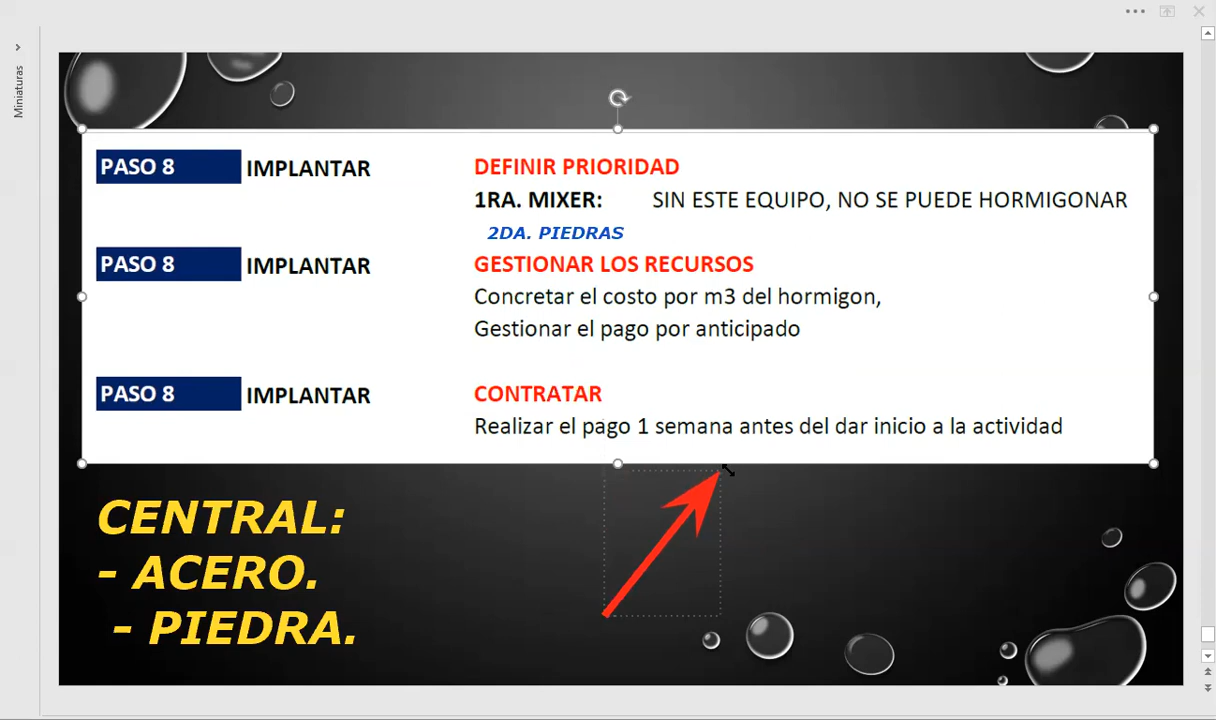 Miniaturas
PASO 8 IMPLANTAR DEFINIR PRIORIDAD
1RA. MIXER: SIN ESTE EQUIPO, NO SE PUEDE HORMIGONAR
2DA. PIEDRAS
PASO 8 IMPLANTAR GESTIONAR LOS RECURSOS
Concretar el costo por m3 del hormigon,
Gestionar el pago por anticipado
PASO 8 IMPLANTAR CONTRATAR
Realizar el pago 1 semana antes del dar inicio a la actividad
CENTRAL:
- ACERO.
- PIEDRA.